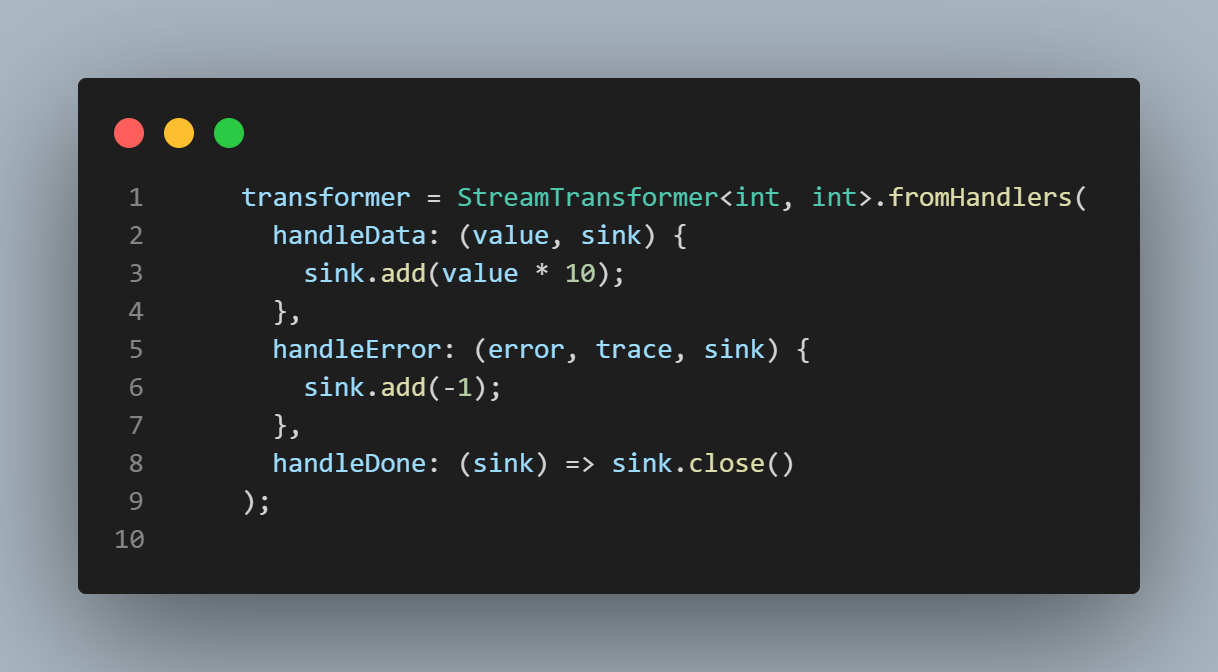 1 transformer = StreamTransformer<int, int>.fromHandlers(
2 handleData: (value, sink) {
3 sink.add(value * 10);
4 },
5 handleError: (error, trace, sink) {
6 sink.add(-1);
7 },
8 handleDone: (sink) => sink.close()
9 );
10